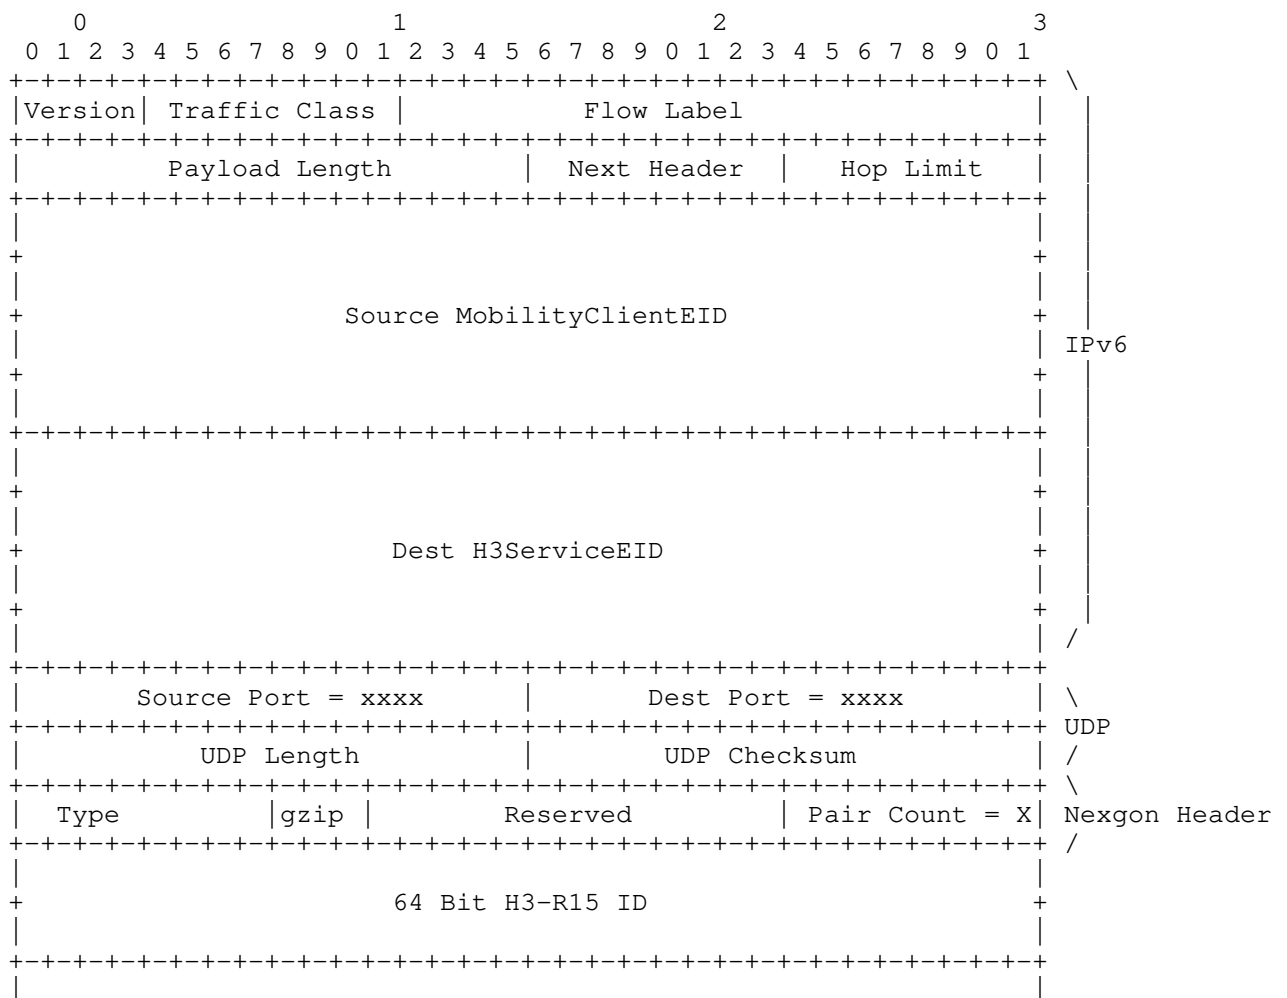 0                   1                   2                   3
0 1 2 3 4 5 6 7 8 9 0 1 2 3 4 5 6 7 8 9 0 1 2 3 4 5 6 7 8 9 0 1
+-+-+-+-+-+-+-+-+-+-+-+-+-+-+-+-+-+-+-+-+-+-+-+-+-+-+-+-+-+-+-+-+ \
|Version| Traffic Class |           Flow Label                  |  |
+-+-+-+-+-+-+-+-+-+-+-+-+-+-+-+-+-+-+-+-+-+-+-+-+-+-+-+-+-+-+-+-+  |
|         Payload Length        |  Next Header  |   Hop Limit   |  |
+-+-+-+-+-+-+-+-+-+-+-+-+-+-+-+-+-+-+-+-+-+-+-+-+-+-+-+-+-+-+-+-+  |
|                                                               |  |
+                                                               +  |
|                                                               |  |
+                    Source MobilityClientEID                   +  |
|                                                               | IPv6
+                                                               +  |
|                                                               |  |
+-+-+-+-+-+-+-+-+-+-+-+-+-+-+-+-+-+-+-+-+-+-+-+-+-+-+-+-+-+-+-+-+  |
|                                                               |  |
+                                                               +  |
|                                                               |  |
+                       Dest H3ServiceEID                       +  |
|                                                               |  |
+                                                               +  |
|                                                               | /
+-+-+-+-+-+-+-+-+-+-+-+-+-+-+-+-+-+-+-+-+-+-+-+-+-+-+-+-+-+-+-+-+
|       Source Port = xxxx      |       Dest Port = xxxx        | \
+-+-+-+-+-+-+-+-+-+-+-+-+-+-+-+-+-+-+-+-+-+-+-+-+-+-+-+-+-+-+-+-+ UDP
|           UDP Length          |        UDP Checksum           | /
+-+-+-+-+-+-+-+-+-+-+-+-+-+-+-+-+-+-+-+-+-+-+-+-+-+-+-+-+-+-+-+-+ \
|  Type         |gzip |        Reserved         | Pair Count = X| Nexgon Header
+-+-+-+-+-+-+-+-+-+-+-+-+-+-+-+-+-+-+-+-+-+-+-+-+-+-+-+-+-+-+-+-+ /
|                                                               |
+                       64 Bit H3-R15 ID                        +
|                                                               |
+-+-+-+-+-+-+-+-+-+-+-+-+-+-+-+-+-+-+-+-+-+-+-+-+-+-+-+-+-+-+-+-+
|                                                               |